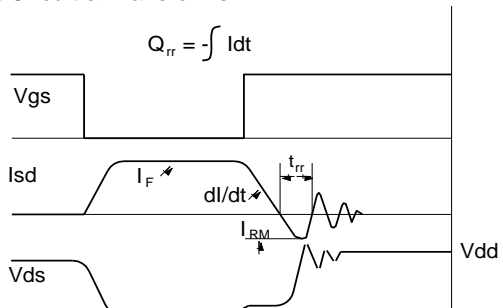 Qrr = -∫ Idt
Vgs
Isd
IF
dI/dt
trr
IRM
Vds
Vdd